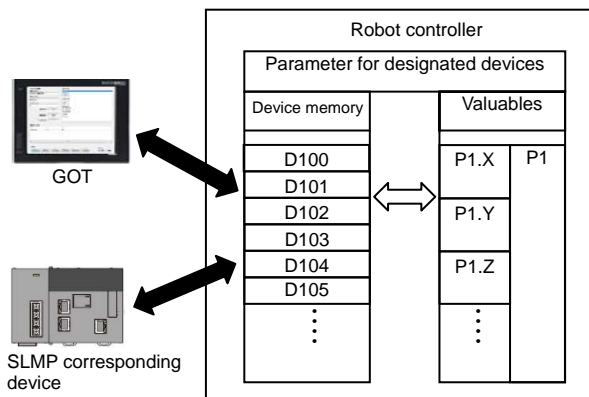 Robot controller
Parameter for designated devices
Device memory
Valuables
D100
D101
D102
D103
D104
D105
P1.X
P1.Y
P1.Z
P1
GOT
SLMP corresponding
device